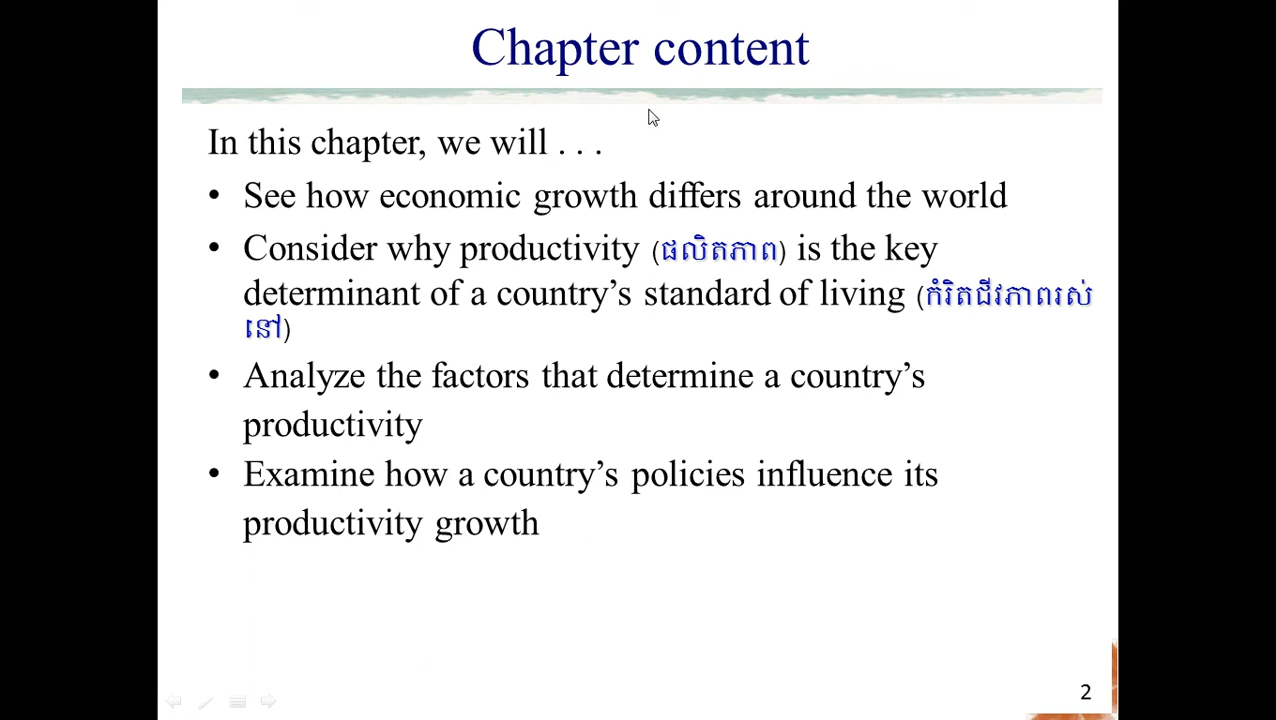 Chapter content
In this chapter, we will . . .
• See how economic growth differs around the world
• Consider why productivity (ផលិតភាព) is the key
determinant of a country’s standard of living (កំរិតជីវភាពរស់
នៅ)
• Analyze the factors that determine a country’s
productivity
• Examine how a country’s policies influence its
productivity growth
2